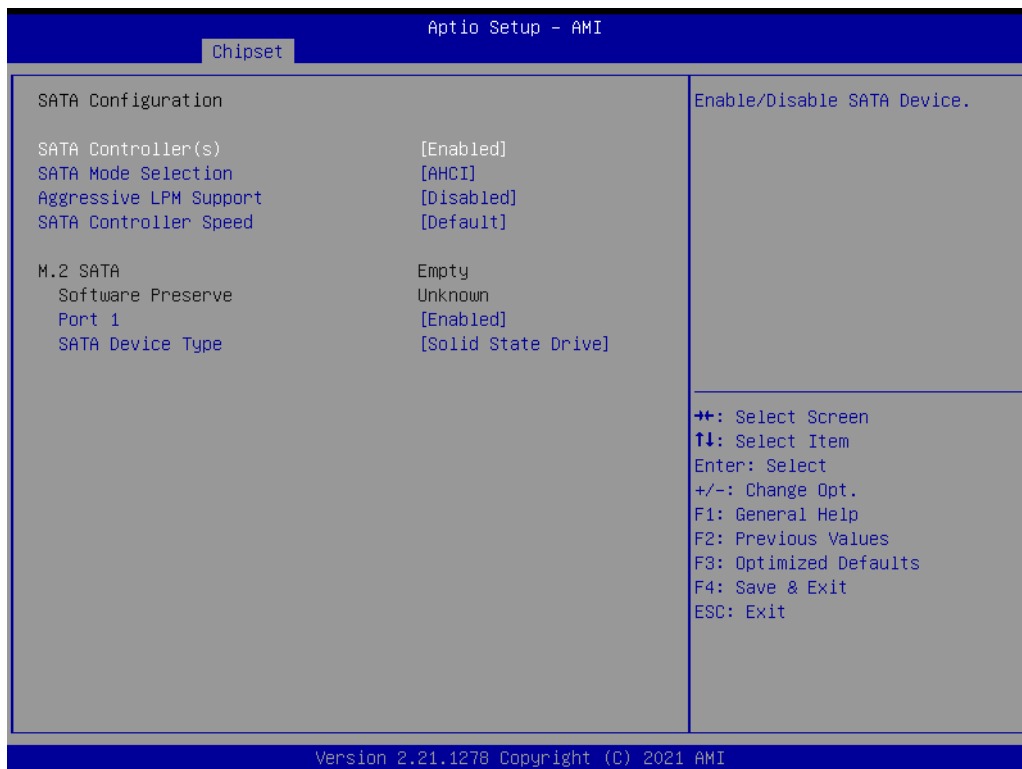 Aptio Setup – AMI
Chipset
SATA Configuration
SATA Controller(s) [Enabled]
SATA Mode Selection [AHCI]
Aggressive LPM Support [Disabled]
SATA Controller Speed [Default]
M.2 SATA Empty
Software Preserve Unknown
Port 1 [Enabled]
SATA Device Type [Solid State Drive]
Enable/Disable SATA Device.
→←: Select Screen
↑↓: Select Item
Enter: Select
+/-: Change Opt.
F1: General Help
F2: Previous Values
F3: Optimized Defaults
F4: Save & Exit
ESC: Exit
Version 2.21.1278 Copyright (C) 2021 AMI